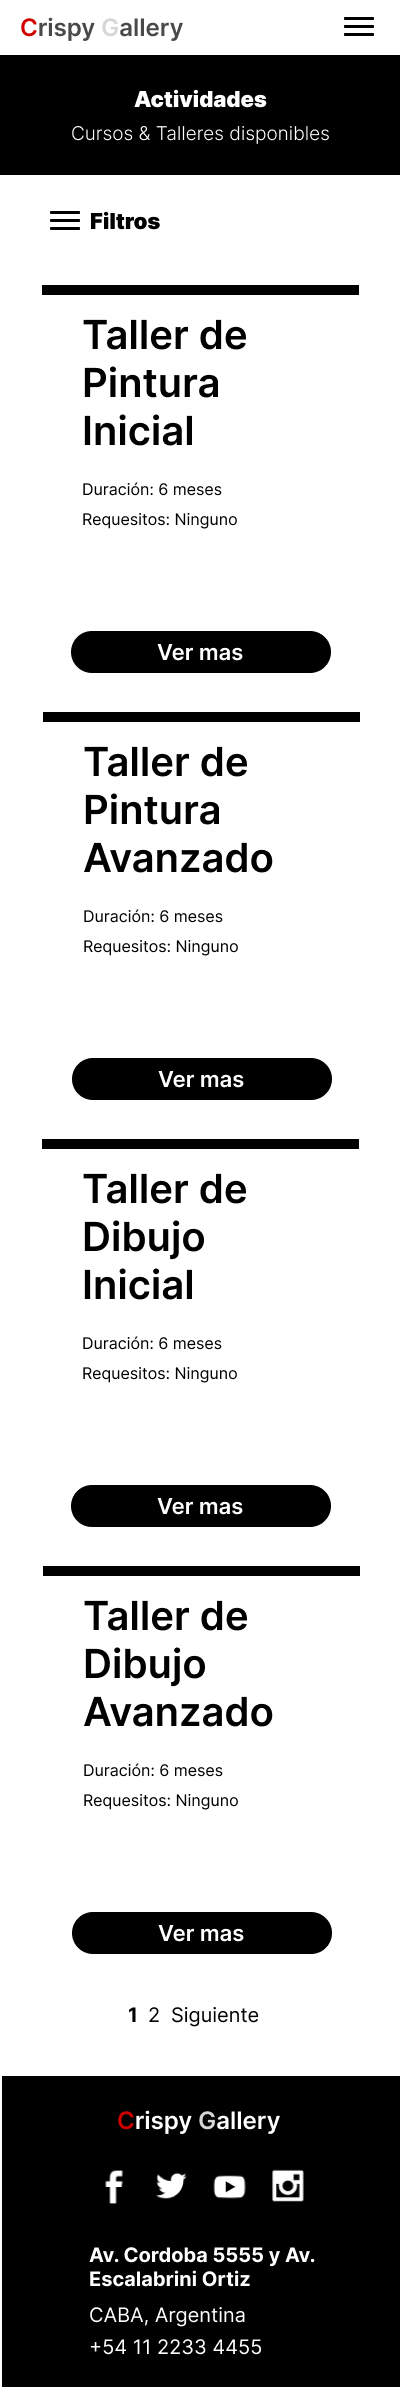 Crispy Gallery
Actividades
Cursos & Talleres disponibles
Filtros
Taller de
Pintura
Inicial
Duración: 6 meses
Requesitos: Ninguno
Ver mas
Taller de
Pintura
Avanzado
Duración: 6 meses
Requesitos: Ninguno
Ver mas
Taller de
Dibujo
Inicial
Duración: 6 meses
Requesitos: Ninguno
Ver mas
Taller de
Dibujo
Avanzado
Duración: 6 meses
Requesitos: Ninguno
Ver mas
1 2 Siguiente
Crispy Gallery
Av. Cordoba 5555 y Av.
Escalabrini Ortiz
CABA, Argentina
+54 11 2233 4455